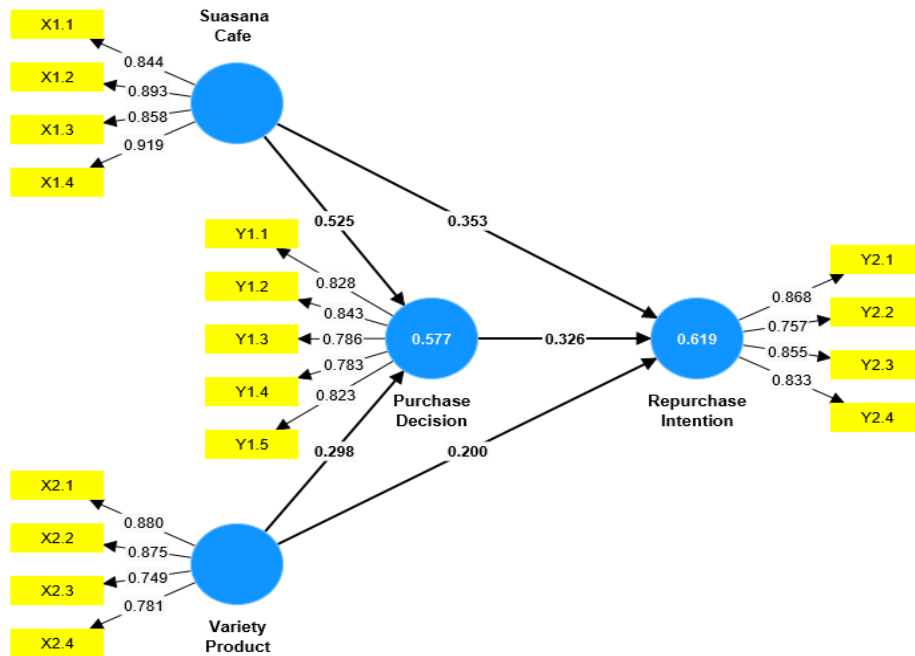 Suasana
Cafe
X1.1
X1.2
X1.3
X1.4
0.844
0.893
0.858
0.919
0.525
0.353
Y1.1
Y1.2
Y1.3
Y1.4
Y1.5
0.828
0.843
0.786
0.783
0.823
0.577
Purchase
Decision
0.326
0.619
Repurchase
Intention
0.868
0.757
0.855
0.833
Y2.1
Y2.2
Y2.3
Y2.4
0.298
0.200
X2.1
X2.2
X2.3
X2.4
0.880
0.875
0.749
0.781
Variety
Product